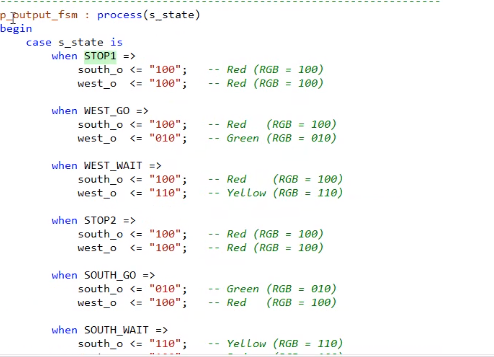 --------------------------------------------------------
p_output_fsm : process(s_state)
begin
    case s_state is
        when STOP1 =>
            south_o <= "100";   -- Red (RGB = 100)
            west_o  <= "100";   -- Red (RGB = 100)

        when WEST_GO =>
            south_o <= "100";   -- Red   (RGB = 100)
            west_o  <= "010";   -- Green (RGB = 010)

        when WEST_WAIT =>
            south_o <= "100";   -- Red    (RGB = 100)
            west_o  <= "110";   -- Yellow (RGB = 110)

        when STOP2 =>
            south_o <= "100";   -- Red (RGB = 100)
            west_o  <= "100";   -- Red (RGB = 100)

        when SOUTH_GO =>
            south_o <= "010";   -- Green (RGB = 010)
            west_o  <= "100";   -- Red   (RGB = 100)

        when SOUTH_WAIT =>
            south_o <= "110";   -- Yellow (RGB = 110)